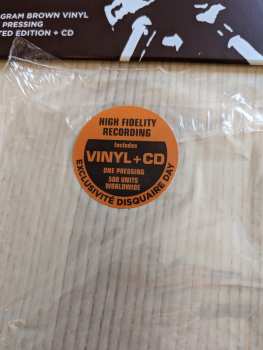 GRAM BROWN VINYL
PRESSING
TED EDITION + CD
HIGH FIDELITY
RECORDING
Includes
VINYL+CD
ONE PRESSING
500 UNITS
WORLDWIDE
EXCLUSIVITÉ DISQUAIRE DAY